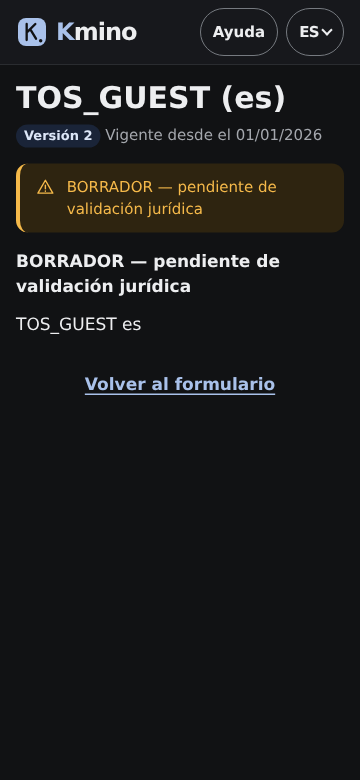 K. Kmino
Ayuda
ES
TOS_GUEST (es)
Versión 2 Vigente desde el 01/01/2026
BORRADOR — pendiente de
validación jurídica
BORRADOR — pendiente de
validación jurídica
TOS_GUEST es
Volver al formulario